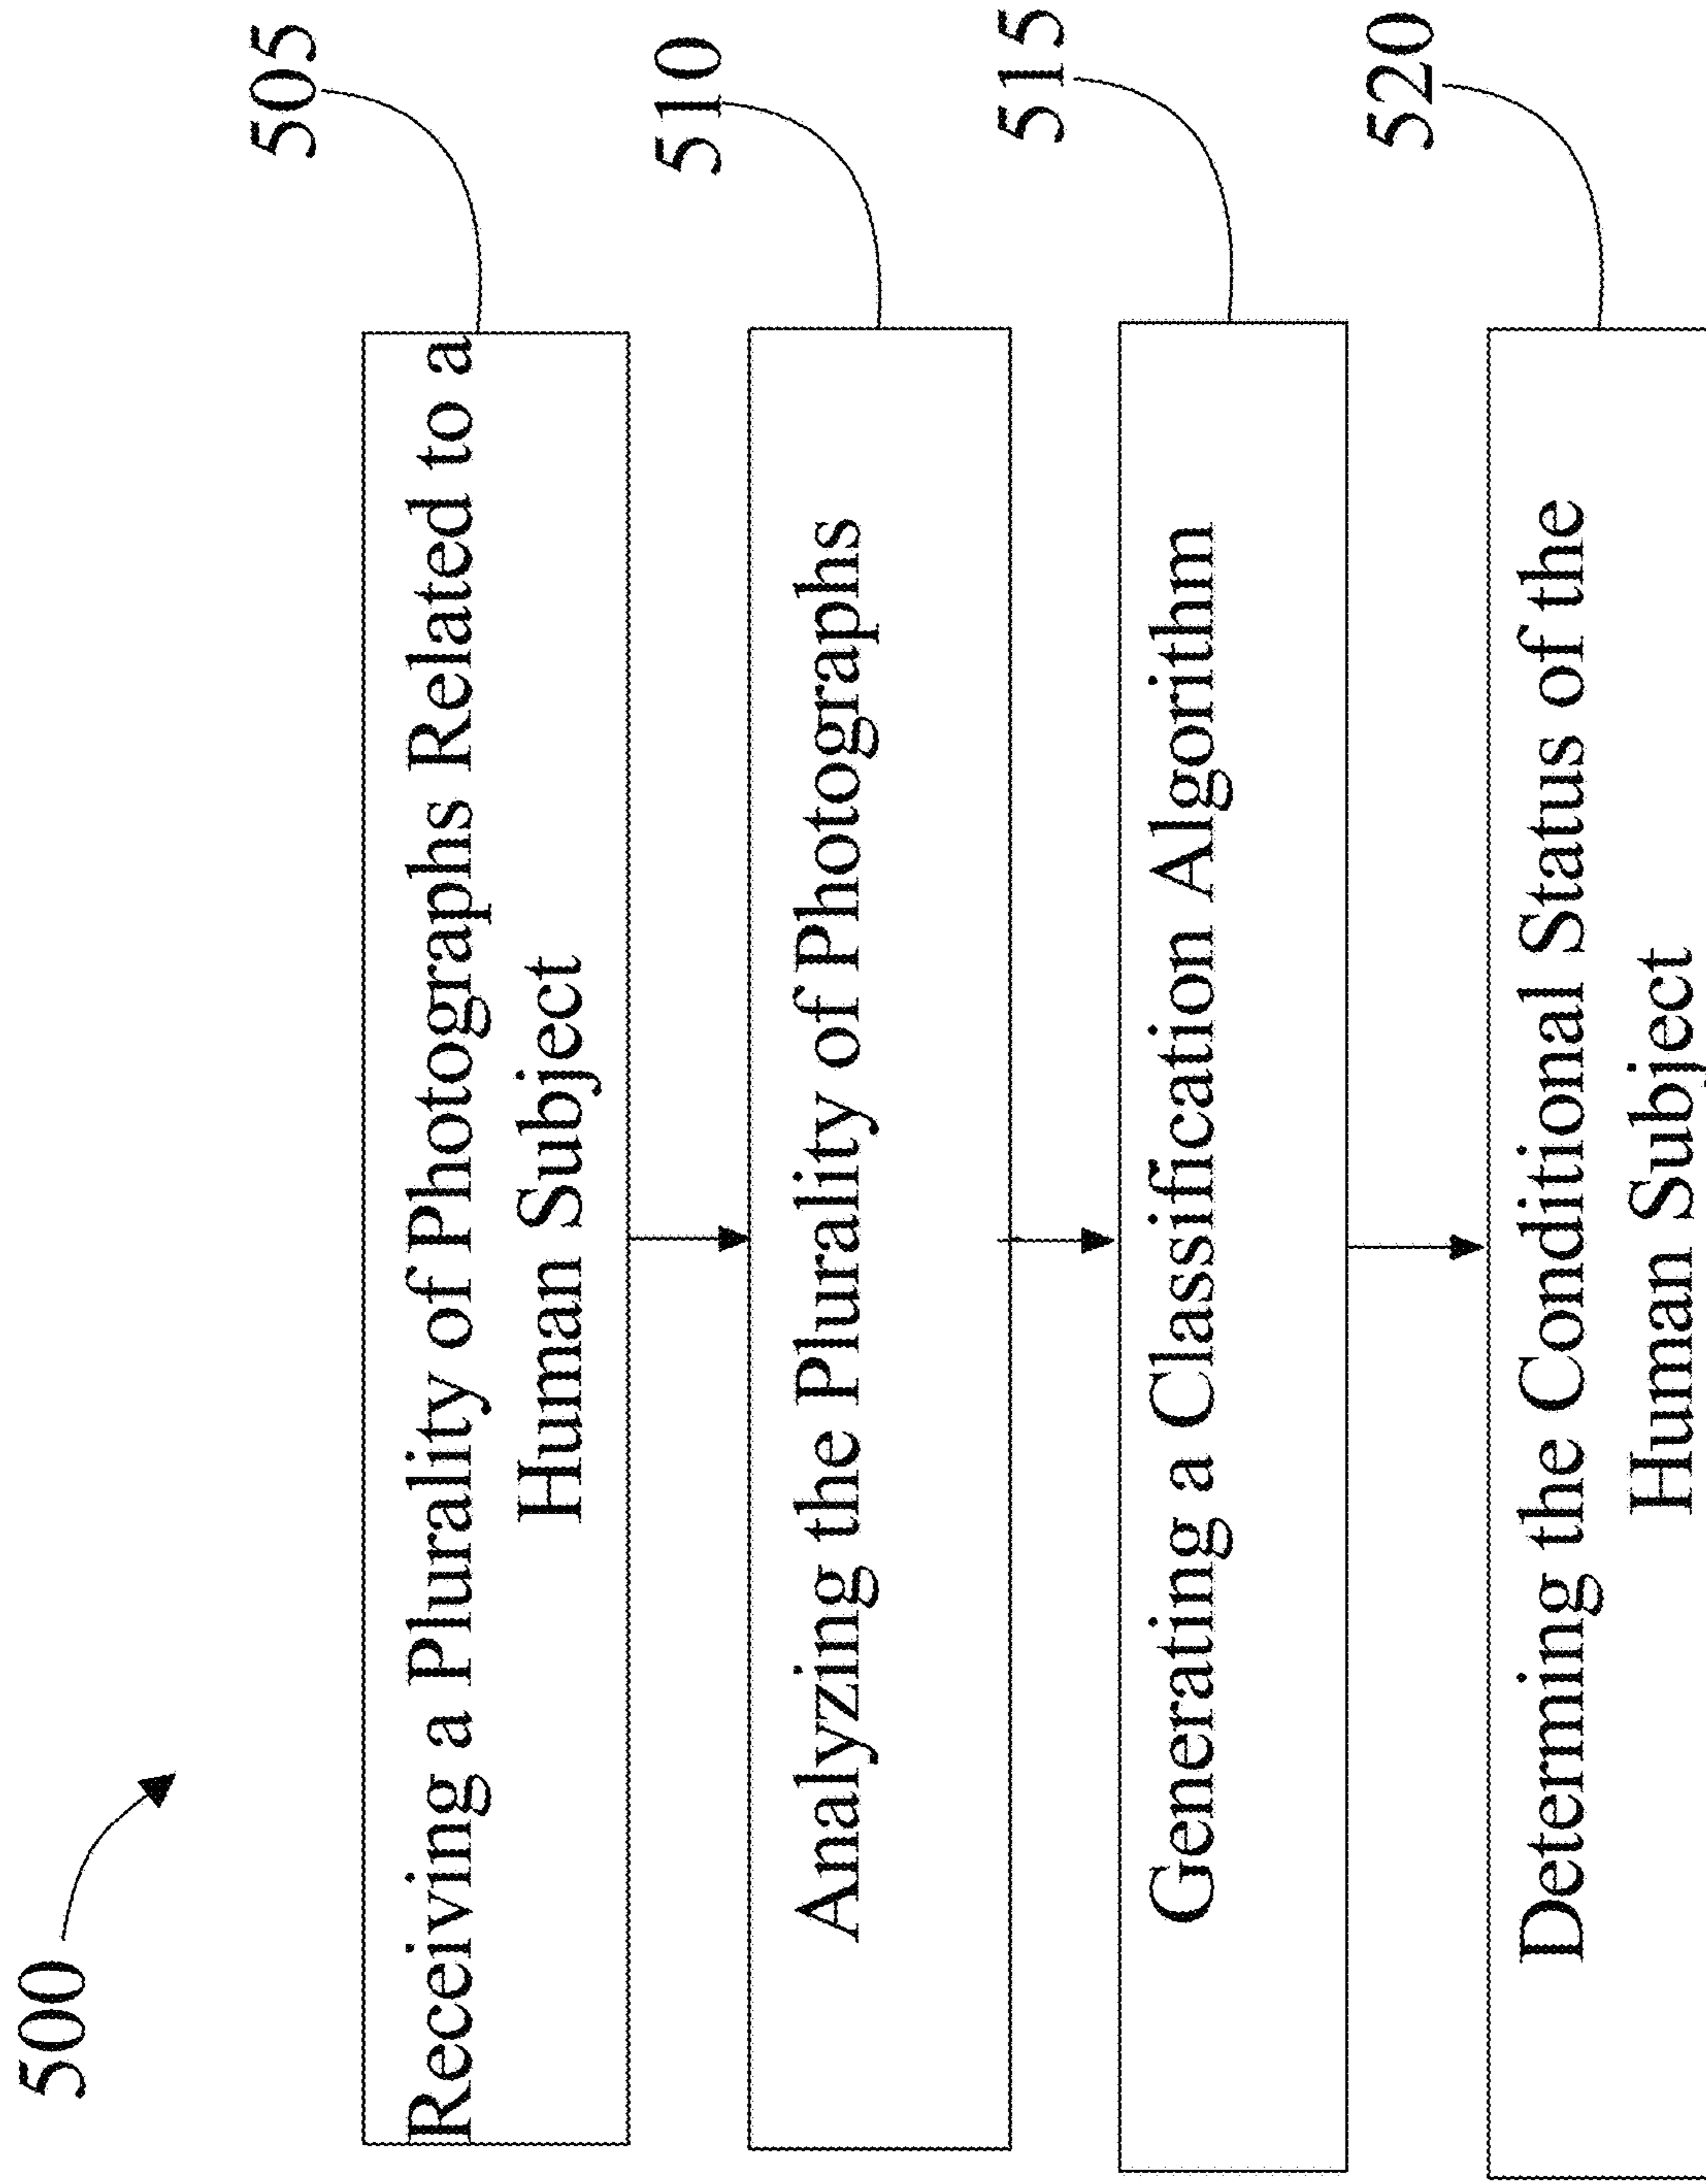 500
505
Receiving a Plurality of Photographs Related to a
Human Subject
510
Analyzing the Plurality of Photographs
515
Generating a Classification Algorithm
520
Determining the Conditional Status of the
Human Subject